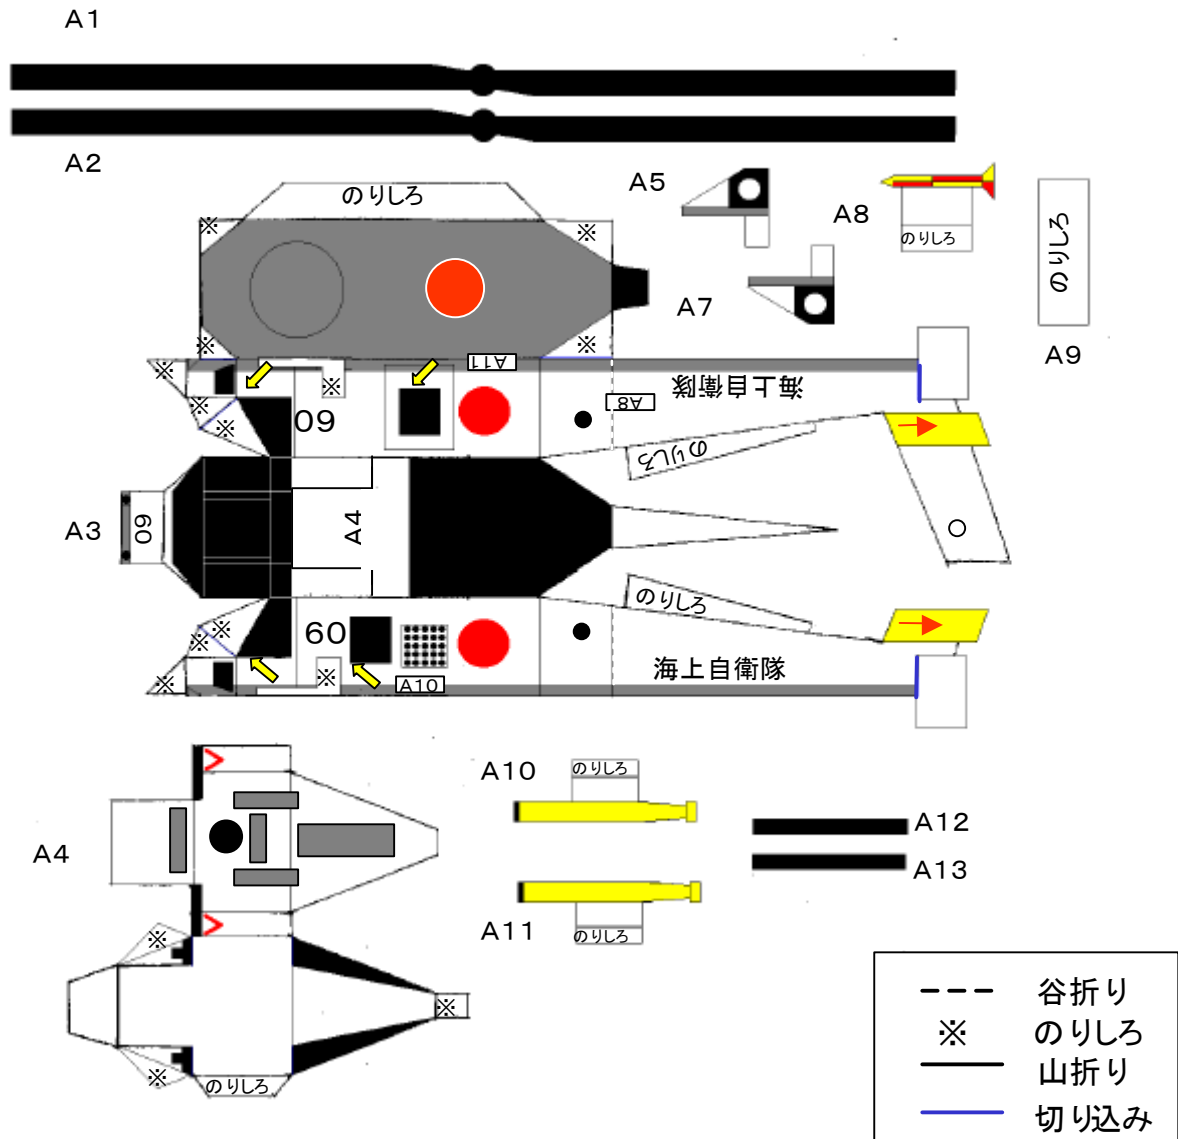 A1
A2
のりしろ
※
※
※
※
A5
A7
A8
のりしろ
のりしろ
A9
※
※
※
※
09
A11
A8
海上自衛隊
のりしろ
A3
09
A4
のりしろ
※
※
※
60
※
A10
海上自衛隊
A4
※
※
※
のりしろ
A10
のりしろ
A11
のりしろ
A12
A13
谷折り
※ のりしろ
山折り
切り込み